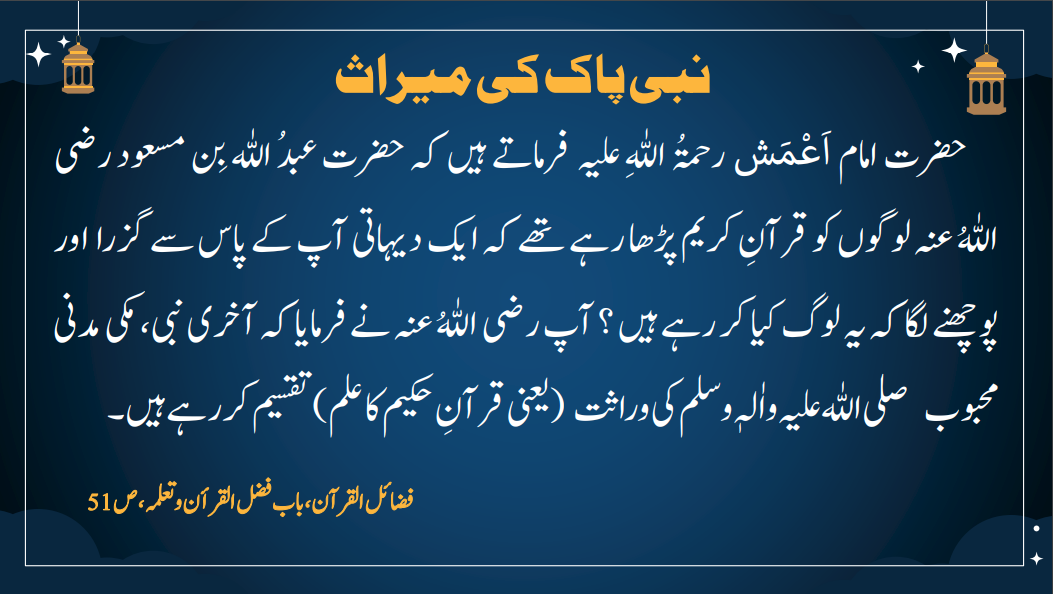 نبی پاک کی میراث
حضرت امام اَعْمَش رحمۃُ اللہِ علیہ فرماتے ہیں کہ حضرت عبدُ اللہ بِن مسعود رضی
اللہُ عنہ لوگوں کو قرآنِ کریم پڑھا رہے تھے کہ ایک دیہاتی آپ کے پاس سے گزرا اور
پوچھنے لگا کہ یہ لوگ کیا کر رہے ہیں؟ آپ رضی اللہُ عنہ نے فرمایا کہ آخری نبی، مکی مدنی
محبوب صلی اللہ علیہ واٰلہٖ وسلم کی وراثت (یعنی قرآنِ حکیم کا علم) تقسیم کر رہے ہیں۔
فضائل القرآن، باب فضل القرأن وتعلمہ، ص51